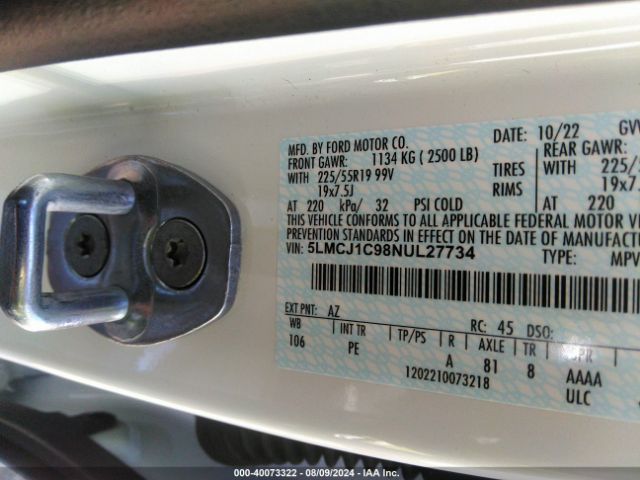 MFD. BY FORD MOTOR CO.
DATE: 10/22
FRONT GAWR: 1134 KG ( 2500 LB)
REAR GAWR:
WITH 225/55R19 99V TIRES WITH
19x7.5J RIMS
AT 220 kPa/ 32 PSI COLD AT 220
THIS VEHICLE CONFORMS TO ALL APPLICABLE FEDERAL MOTOR
PREVENTION STANDARDS IN EFFECT ON THE DATE OF
VIN: 5LMCJ1C98NUL27734 TYPE: MPV
EXT PNT: AZ RC: 45 DSO:
WB INT TR TP/PS R AXLE TR
106 PE A 81 8 AAAA
1202210073218 ULC
000-40073322 - 08/09/2024 - IAA Inc.